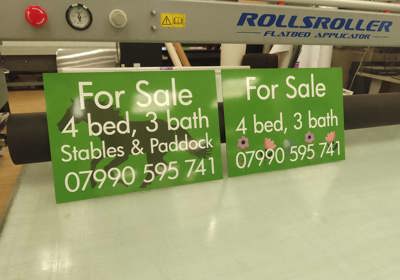 ROLLSROLLER
FLATBED APPLICATOR
For Sale
4 bed, 3 bath
Stables & Paddock
07990 595 741
For Sale
4 bed, 3 bath
07990 595 741